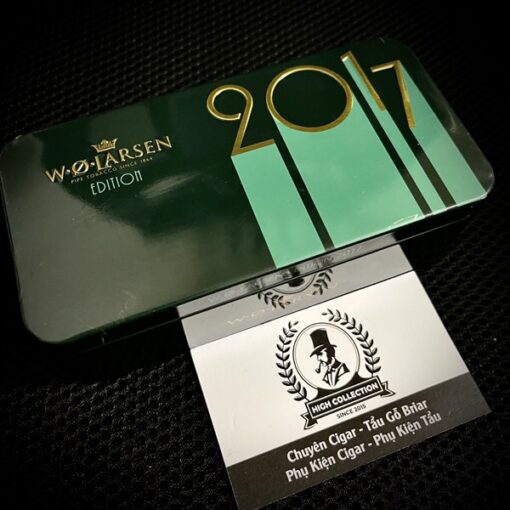 2017
W·Ø·LARSEN
PIPE TOBACCO SINCE 1864
EDITION
HIGH COLLECTION
SINCE 2015
Chuyên Cigar - Tẩu Gỗ Briar
Phụ Kiện Cigar - Phụ Kiện Tẩu